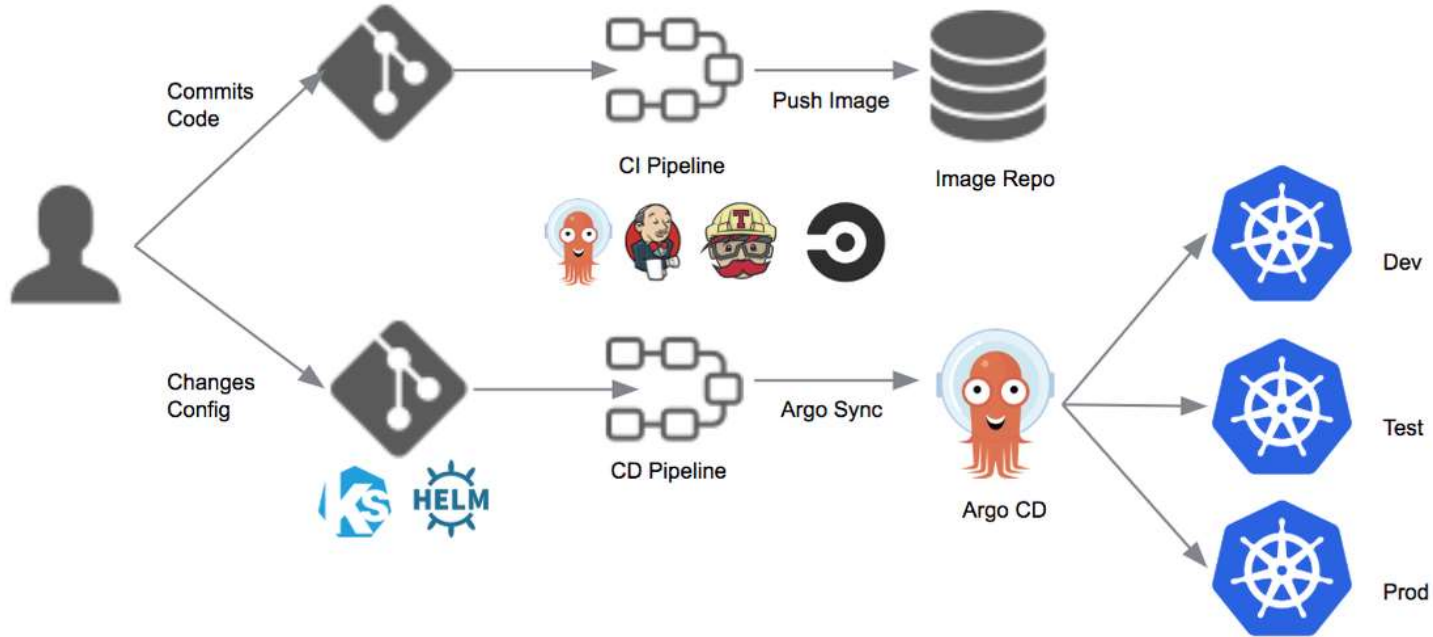 Commits
Code
Push Image
CI Pipeline
Image Repo
T
Dev
Changes
Config
Argo Sync
Test
CD Pipeline
Ks
HELM
Argo CD
Prod